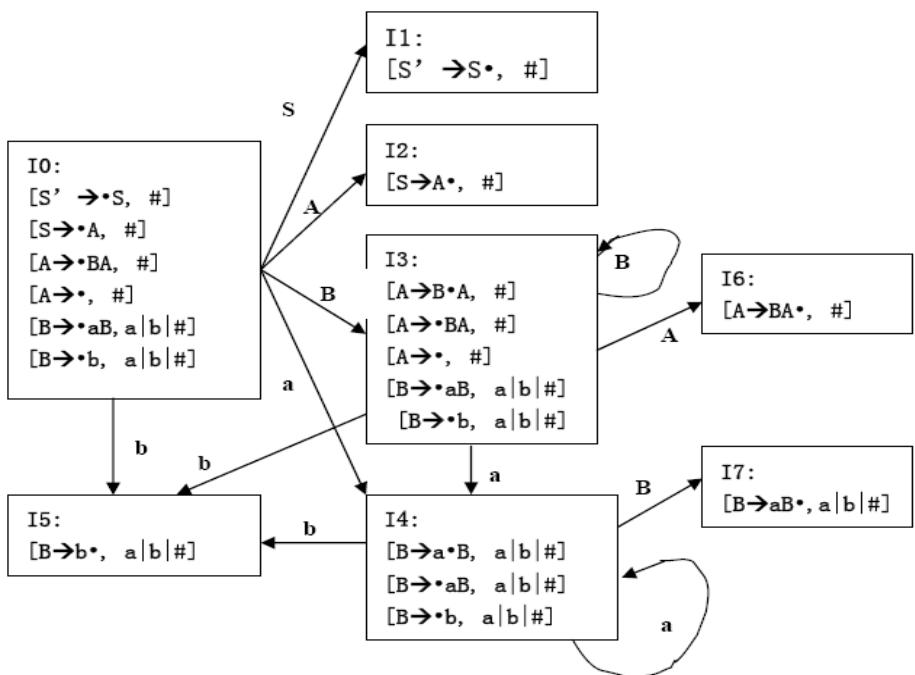 I1:
[S’ →S•, #]
S
I2:
[S→A•, #]
I0:
[S’ →•S, #]
[S→•A, #]
[A→•BA, #]
[A→•, #]
[B→•aB, a|b|#]
[B→•b, a|b|#]
A
B
a
I3:
[A→B•A, #]
[A→•BA, #]
[A→•, #]
[B→•aB, a|b|#]
[B→•b, a|b|#]
B
I6:
[A→BA•, #]
A
b
b
a
B
I7:
[B→aB•, a|b|#]
I5:
[B→b•, a|b|#]
b
I4:
[B→a•B, a|b|#]
[B→•aB, a|b|#]
[B→•b, a|b|#]
a